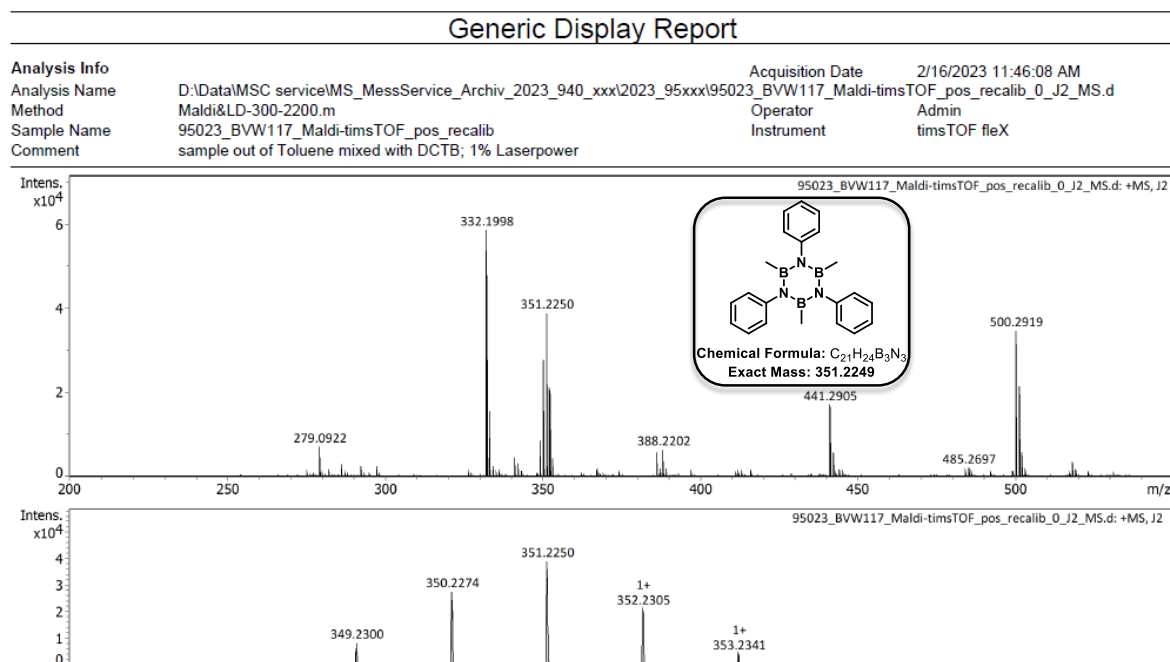 Generic Display Report
Analysis Info
Acquisition Date 2/16/2023 11:46:08 AM
Analysis Name D:\Data\MSC service\MS_MessService_Archiv_2023_940_xxx\2023_95xxx\95023_BVW117_Maldi-timsTOF_pos_recalib_0_J2_MS.d
Method Maldi&LD-300-2200.m Operator Admin
Sample Name 95023_BVW117_Maldi-timsTOF_pos_recalib Instrument timsTOF fleX
Comment sample out of Toluene mixed with DCTB; 1% Laserpower
Intens. 95023_BVW117_Maldi-timsTOF_pos_recalib_0_J2_MS.d: +MS, J2
x10⁴
6
332.1998
N
B B
4
351.2250
N N
B
500.2919
Chemical Formula: C₂₁H₂₄B₃N₃
Exact Mass: 351.2249
2
441.2905
279.0922
388.2202
485.2697
0
200 250 300 350 400 450 500 m/z
Intens. 95023_BVW117_Maldi-timsTOF_pos_recalib_0_J2_MS.d: +MS, J2
x10⁴
351.2250
4
350.2274
1+
3
352.2305
2
1+
349.2300
353.2341
1
0